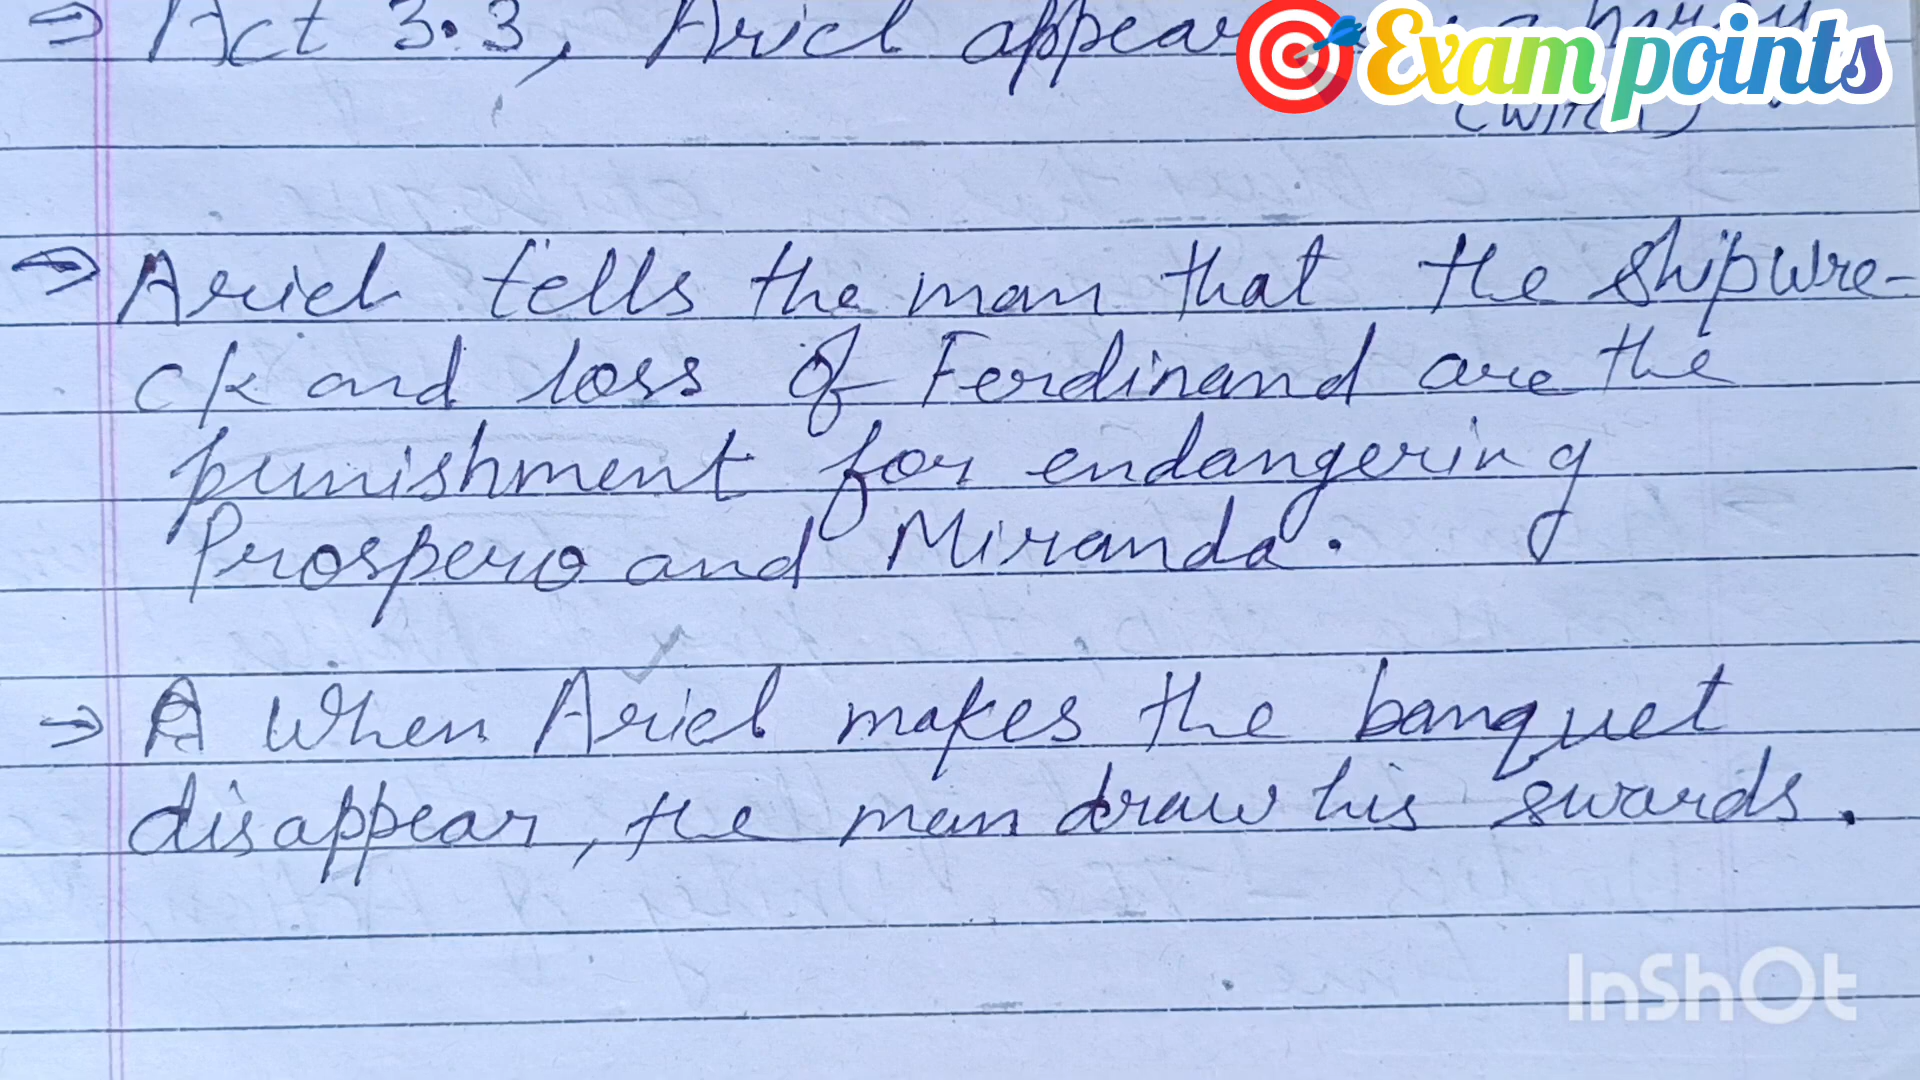 ⇒ Act 3.3, Ariel appear
Exam points
⇒ Ariel tells the man that the shipwre-
ck and loss of Ferdinand are the
punishment for endangering
Prospero and Miranda.
→ A When Ariel makes the banquet
disappear, the man draw his swards.
InShOt